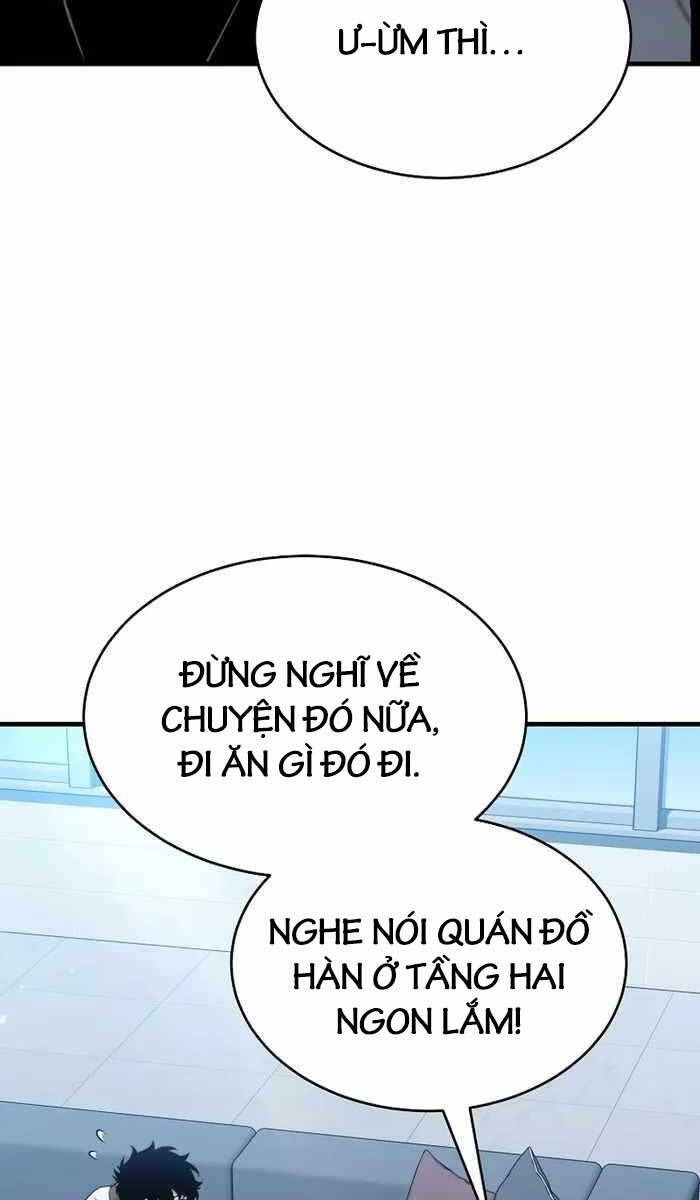 Ư-ỪM THÌ...
ĐỪNG NGHĨ VỀ
CHUYỆN ĐÓ NỮA,
ĐI ĂN GÌ ĐÓ ĐI.
NGHE NÓI QUÁN ĐỒ
HÀN Ở TẦNG HAI
NGON LẮM!